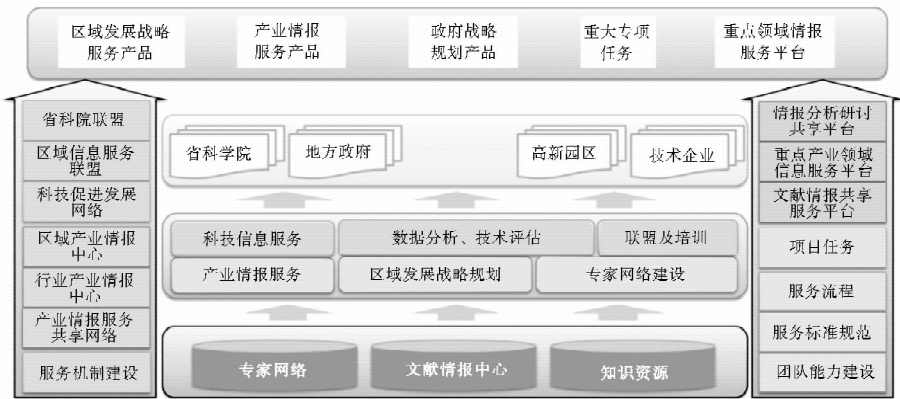 区域发展战略
服务产品
产业情报
服务产品
政府战略
规划产品
重大专项
任务
重点领域情报
服务平台
省科院联盟
区域信息服务
联盟
科技促进发展
网络
区域产业情报
中心
行业产业情报
中心
产业情报服务
共享网络
服务机制建设
省科学院
地方政府
高新园区
技术企业
科技信息服务
数据分析、技术评估
联盟及培训
产业情报服务
区域发展战略规划
专家网络建设
专家网络
文献情报中心
知识资源
情报分析研讨
共享平台
重点产业领域
信息服务平台
文献情报共享
服务平台
项目任务
服务流程
服务标准规范
团队能力建设